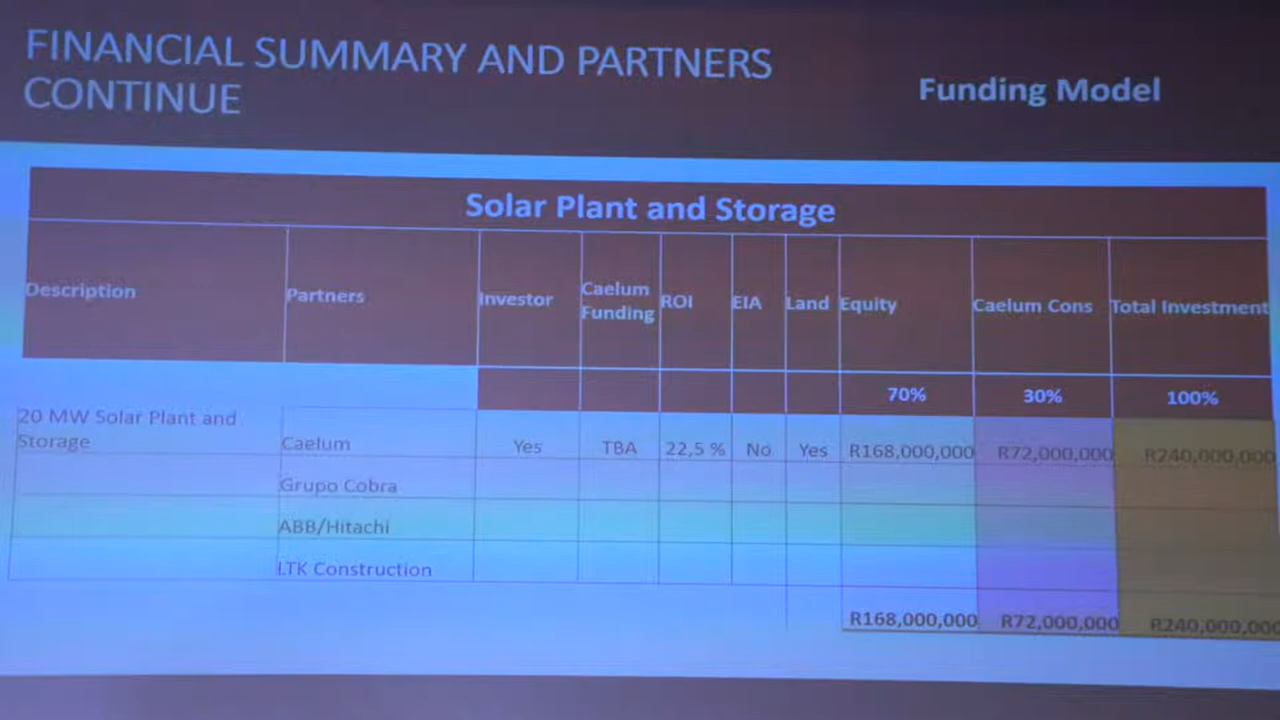 FINANCIAL SUMMARY AND PARTNERS
CONTINUE
Funding Model
Solar Plant and Storage
Description Partners Investor Caelum Funding ROI EIA Land Equity Caelum Cons Total Investment
70% 30% 100%
20 MW Solar Plant and
Storage Caelum Yes TBA 22,5 % No Yes R168,000,000 R72,000,000 R240,000,000
Grupo Cobra
ABB/Hitachi
LTK Construction
R168,000,000 R72,000,000 R240,000,000